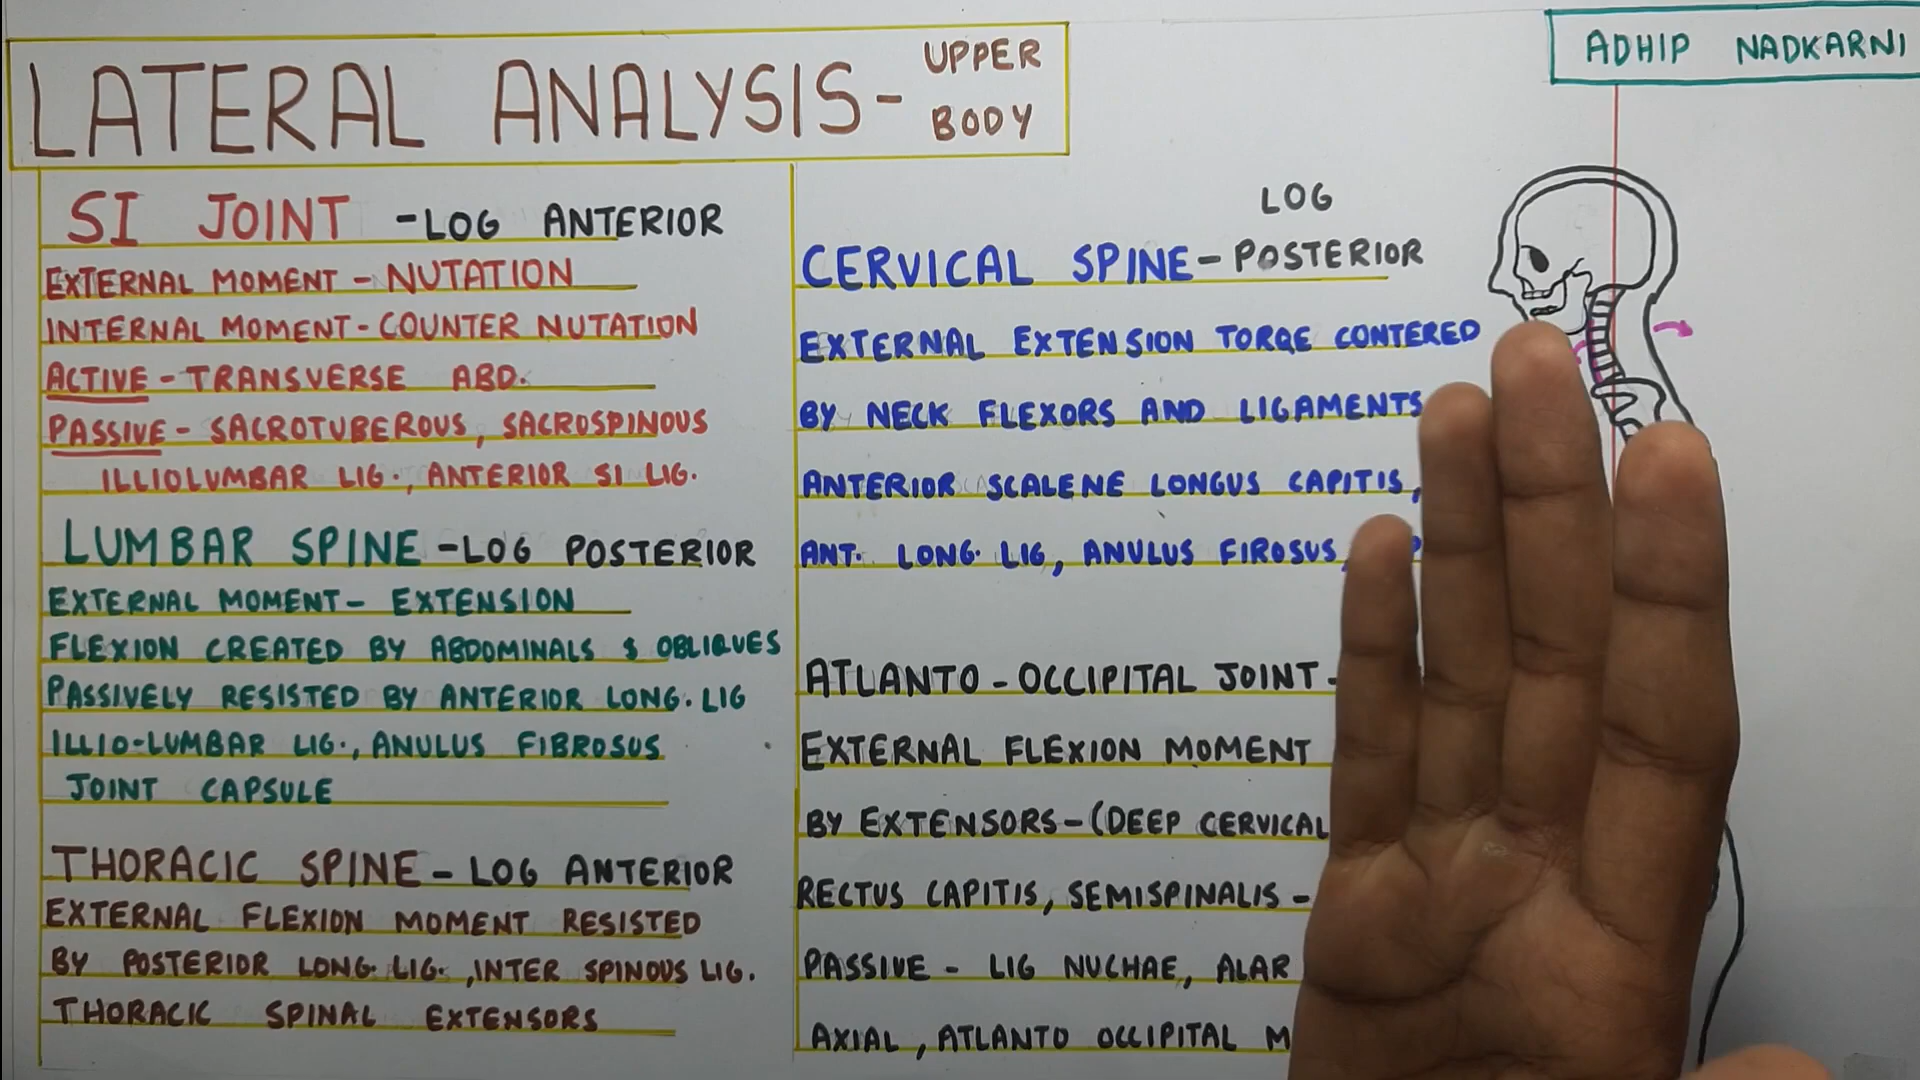 LATERAL ANALYSIS- UPPER BODY
ADHIP NADKARNI
SI JOINT -LOG ANTERIOR
EXTERNAL MOMENT - NUTATION
INTERNAL MOMENT- COUNTER NUTATION
ACTIVE - TRANSVERSE ABD.
PASSIVE - SACROTUBEROUS, SACROSPINOUS
ILLIOLUMBAR LIG., ANTERIOR SI LIG.
LUMBAR SPINE -LOG POSTERIOR
EXTERNAL MOMENT- EXTENSION
FLEXION CREATED BY ABDOMINALS & OBLIQUES
PASSIVELY RESISTED BY ANTERIOR LONG. LIG
ILLIO-LUMBAR LIG., ANULUS FIBROSUS
JOINT CAPSULE
THORACIC SPINE - LOG ANTERIOR
EXTERNAL FLEXION MOMENT RESISTED
BY POSTERIOR LONG. LIG. , INTER SPINOUS LIG.
THORACIC SPINAL EXTENSORS
LOG
CERVICAL SPINE - POSTERIOR
EXTERNAL EXTENSION TORQE CONTERED
BY NECK FLEXORS AND LIGAMENTS
ANTERIOR SCALENE LONGUS CAPITIS,
ANT. LONG. LIG, ANULUS FIROSUS,
ATLANTO - OCCIPITAL JOINT -
EXTERNAL FLEXION MOMENT
BY EXTENSORS - (DEEP CERVICAL
RECTUS CAPITIS, SEMISPINALIS -
PASSIVE - LIG NUCHAE, ALAR
AXIAL, ATLANTO OCCIPITAL M